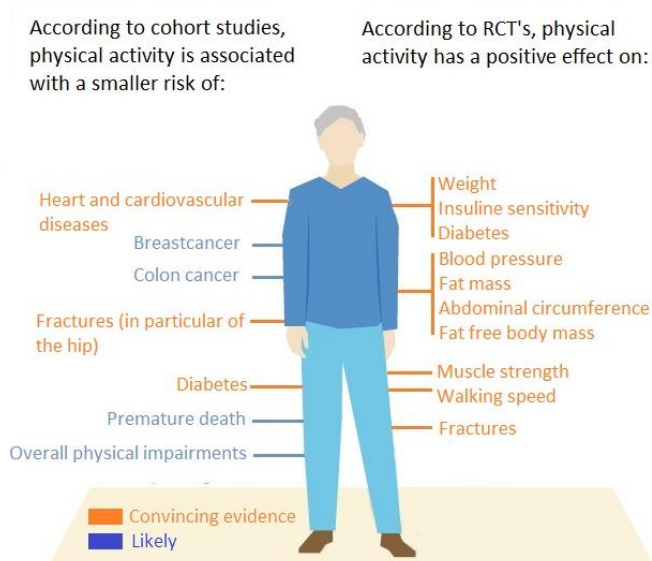 According to cohort studies,
physical activity is associated
with a smaller risk of:
According to RCT's, physical
activity has a positive effect on:
Heart and cardiovascular
diseases
Breastcancer
Colon cancer
Fractures (in particular of
the hip)
Diabetes
Premature death
Overall physical impairments
Weight
Insuline sensitivity
Diabetes
Blood pressure
Fat mass
Abdominal circumference
Fat free body mass
Muscle strength
Walking speed
Fractures
Convincing evidence
Likely